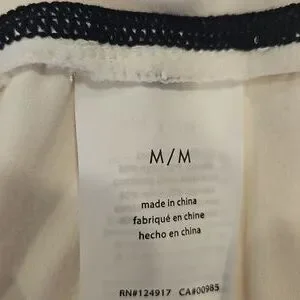 M/M
made in china
fabriqué en chine
hecho en china
RN#124917 CA#00985